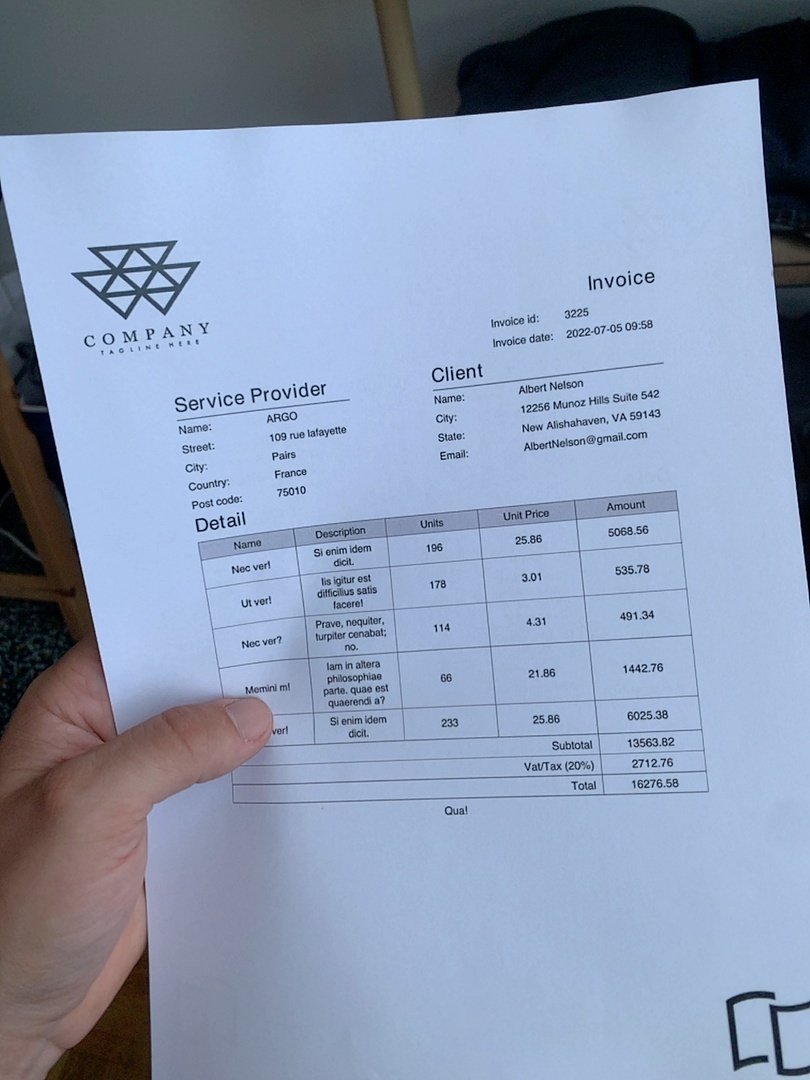 COMPANY
TAGLINE HERE
Invoice
Invoice id: 3225
Invoice date: 2022-07-05 09:58
Service Provider
Name: ARGO
Street: 109 rue lafayette
City: Pairs
Country: France
Post code: 75010
Client
Name: Albert Nelson
City: 12256 Munoz Hills Suite 542
State: New Alishahaven, VA 59143
Email: AlbertNelson@gmail.com
Detail
Name Description Units Unit Price Amount
Nec ver! Si enim idem dicit. 196 25.86 5068.56
Ut ver! Iis igitur est difficilius satis facere! 178 3.01 535.78
Nec ver? Prave, nequiter, turpiter cenabat; no. 114 4.31 491.34
Memini m! Iam in altera philosophiae parte. quae est quaerendi a? 66 21.86 1442.76
ver! Si enim idem dicit. 233 25.86 6025.38
Subtotal 13563.82
Vat/Tax (20%) 2712.76
Total 16276.58
Qua!